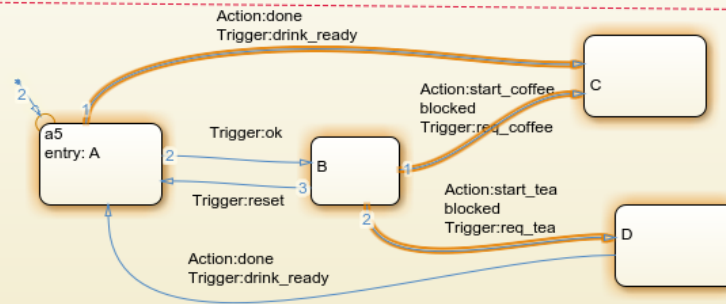 Action:done
Trigger:drink_ready
2
1
a5
entry: A
2
Trigger:ok
B
3
Trigger:reset
1
Action:start_coffee
blocked
Trigger:req_coffee
C
2
Action:start_tea
blocked
Trigger:req_tea
D
Action:done
Trigger:drink_ready